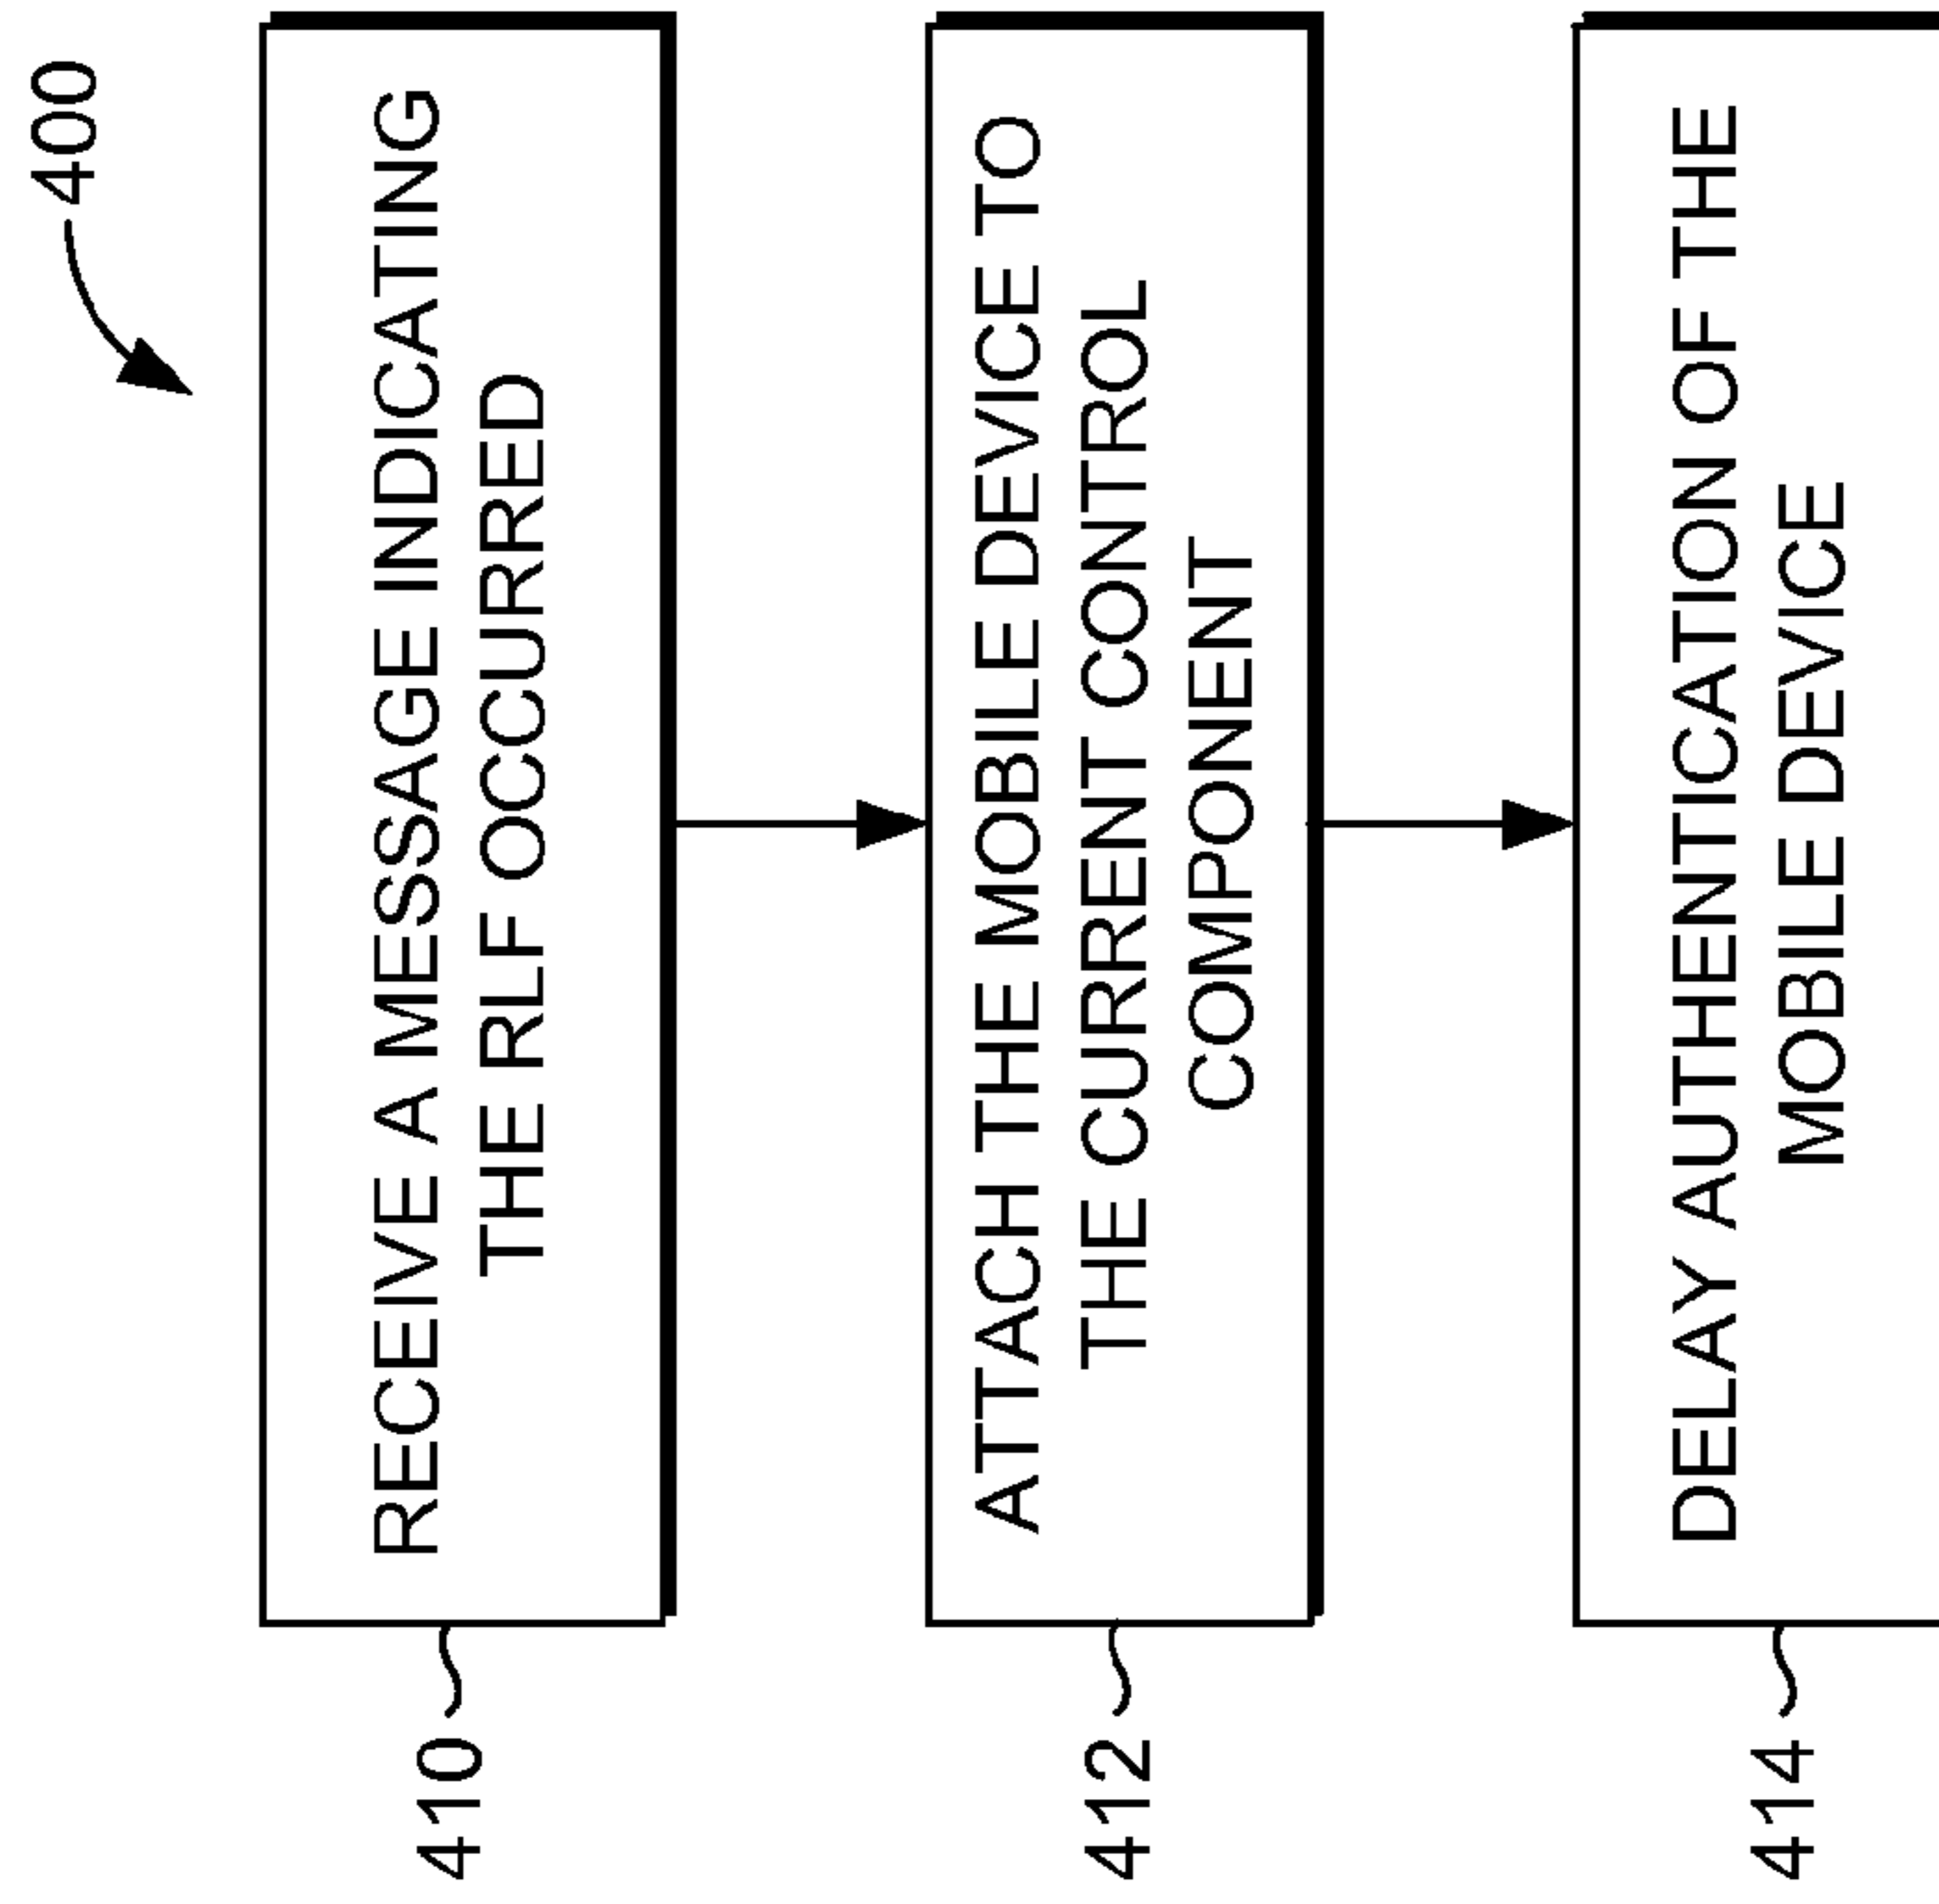 400
410
RECEIVE A MESSAGE INDICATING
THE RLF OCCURRED
412
ATTACH THE MOBILE DEVICE TO
THE CURRENT CONTROL
COMPONENT
414
DELAY AUTHENTICATION OF THE
MOBILE DEVICE